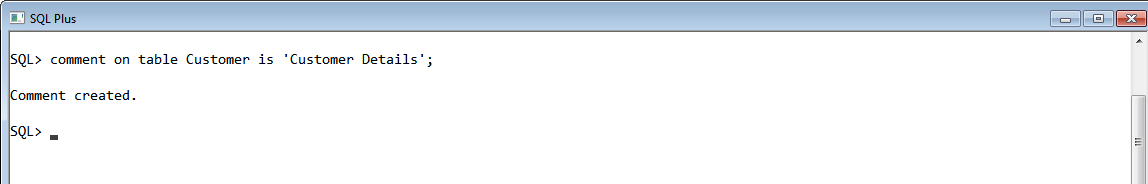 SQL Plus
SQL> comment on table Customer is 'Customer Details';
Comment created.
SQL>